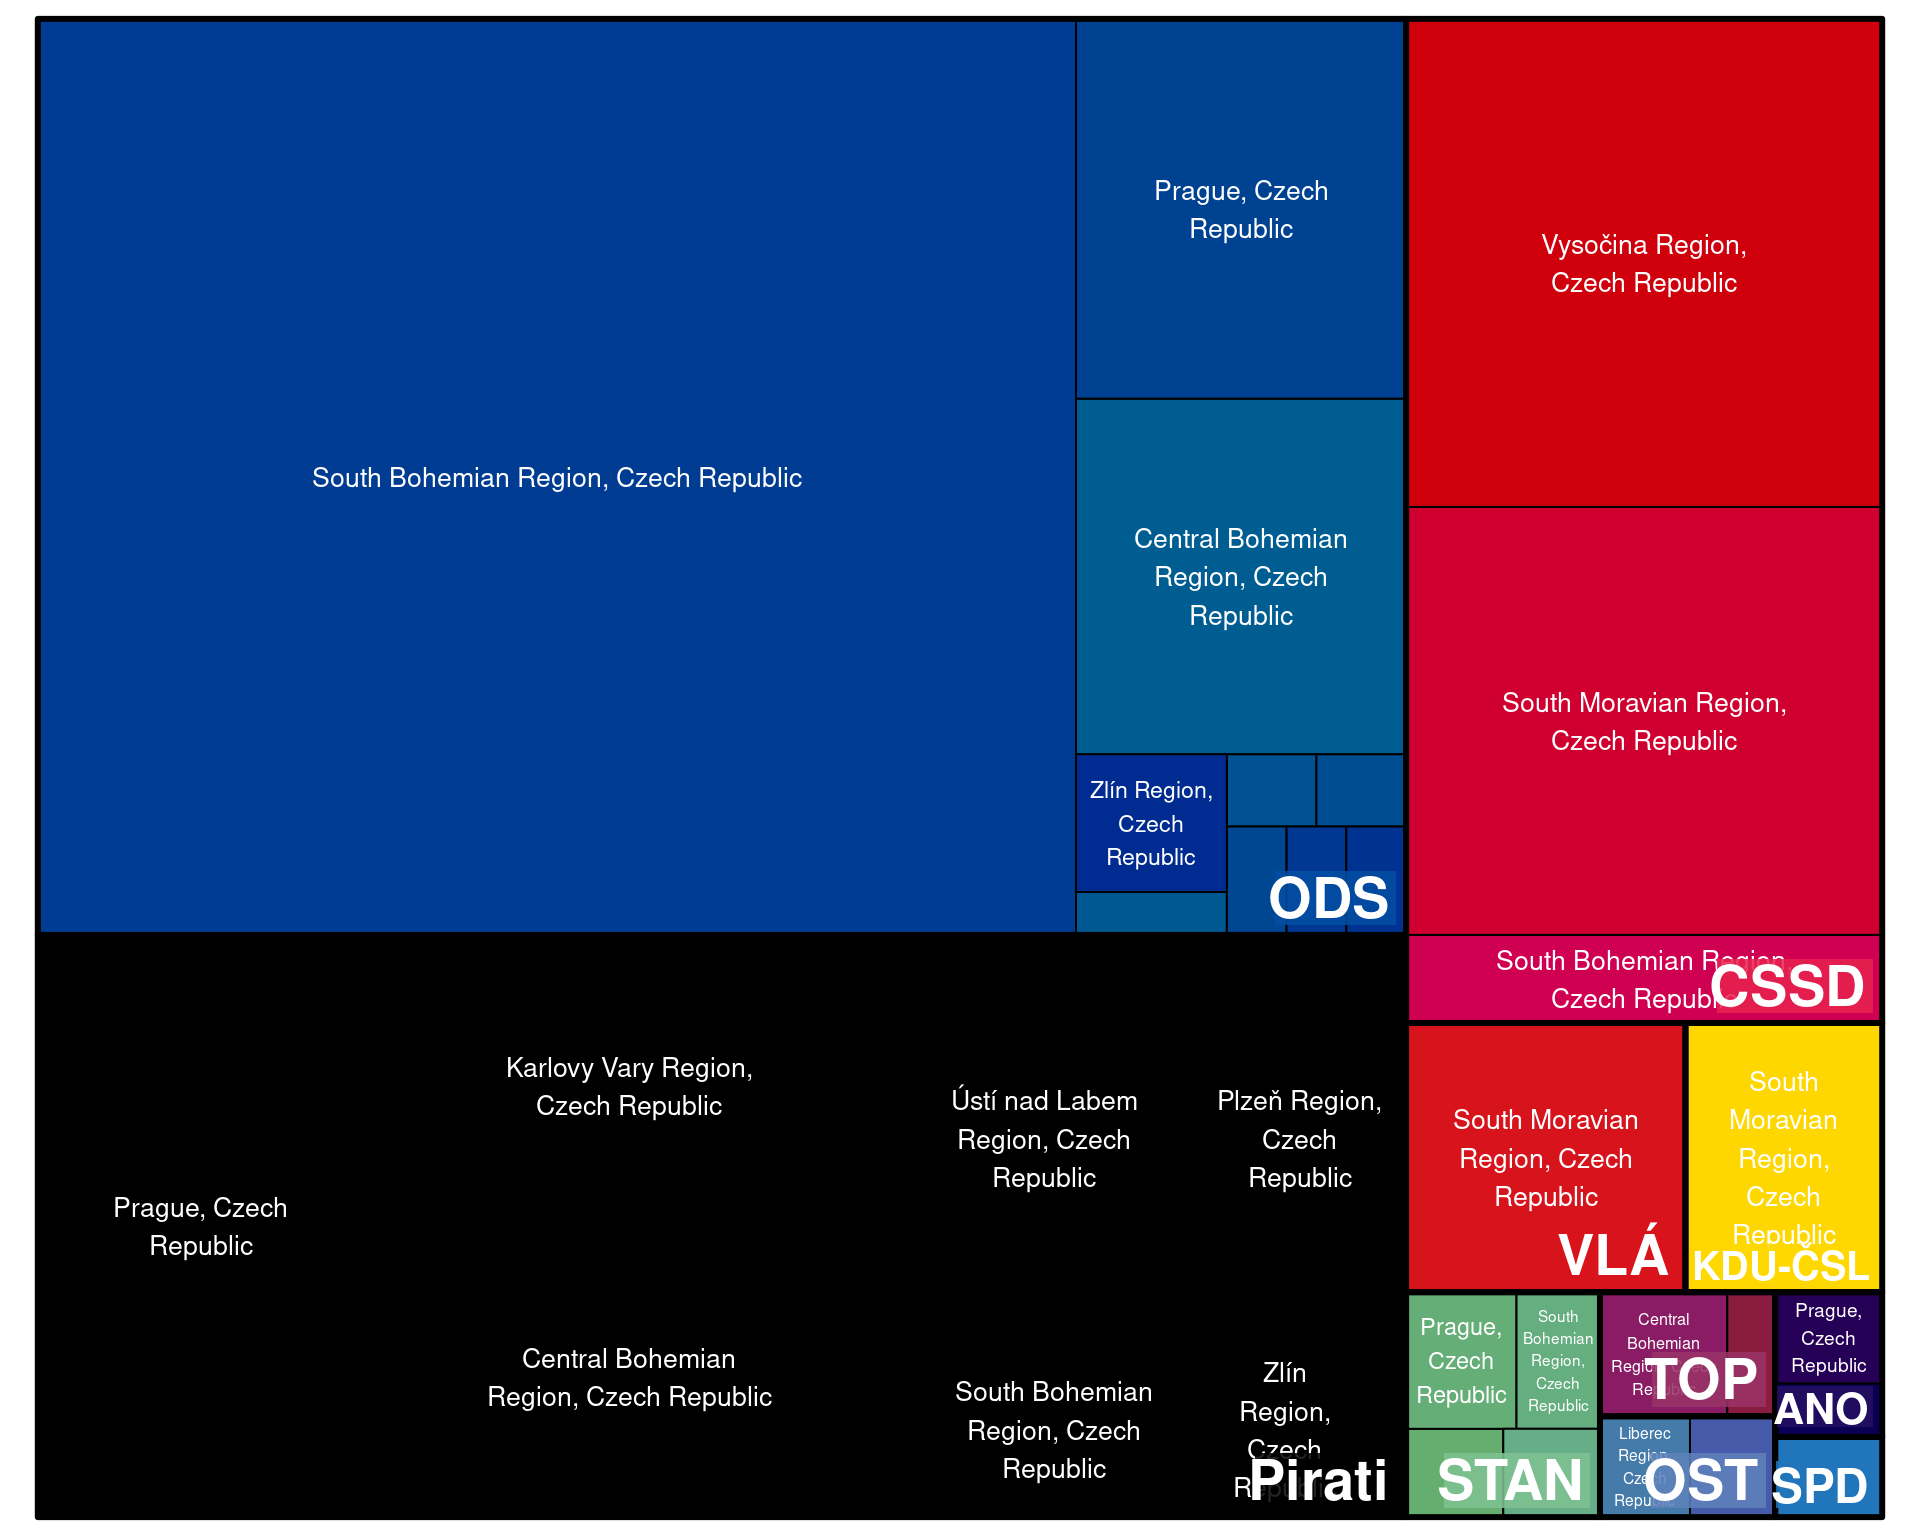 South Bohemian Region, Czech Republic
Prague, Czech
Republic
Central Bohemian
Region, Czech
Republic
Zlín Region,
Czech
Republic
ODS
Vysočina Region,
Czech Republic
South Moravian Region,
Czech Republic
South Bohemian Region,
Czech Republic
CSSD
Prague, Czech
Republic
Karlovy Vary Region,
Czech Republic
Central Bohemian
Region, Czech Republic
Ústí nad Labem
Region, Czech
Republic
Plzeň Region,
Czech
Republic
South Bohemian
Region, Czech
Republic
Zlín
Region,
Czech
Republic
Pirati
South Moravian
Region, Czech
Republic
VLÁ
South
Moravian
Region,
Czech
Republic
KDU-ČSL
Prague,
Czech
Republic
South
Bohemian
Region,
Czech
Republic
STAN
Central
Bohemian
Region, Czech
Republic
TOP
Liberec
Region,
Czech
Republic
OST
Prague,
Czech
Republic
ANO
SPD